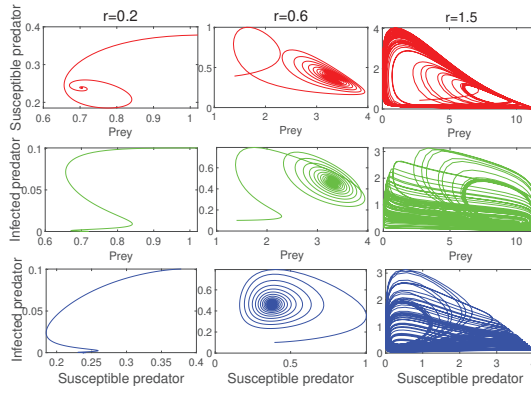 r=0.2 r=0.6 r=1.5
Susceptible predator
0.4 0.3 0.2
0.6 0.7 0.8 0.9 1
1 0.5 0
1 2 3 4
4 2 0
0 5 10
Prey Prey Prey
Infected predator
0.1 0.05 0
0.6 0.7 0.8 0.9 1
0.6 0.4 0.2 0
1 2 3 4
3 2 1 0
0 5 10
Prey Prey Prey
Infected predator
0.1 0.05 0
0.2 0.25 0.3 0.35 0.4
0.6 0.4 0.2 0
0 0.5 1
3 2 1 0
0 1 2 3
Susceptible predator Susceptible predator Susceptible predator